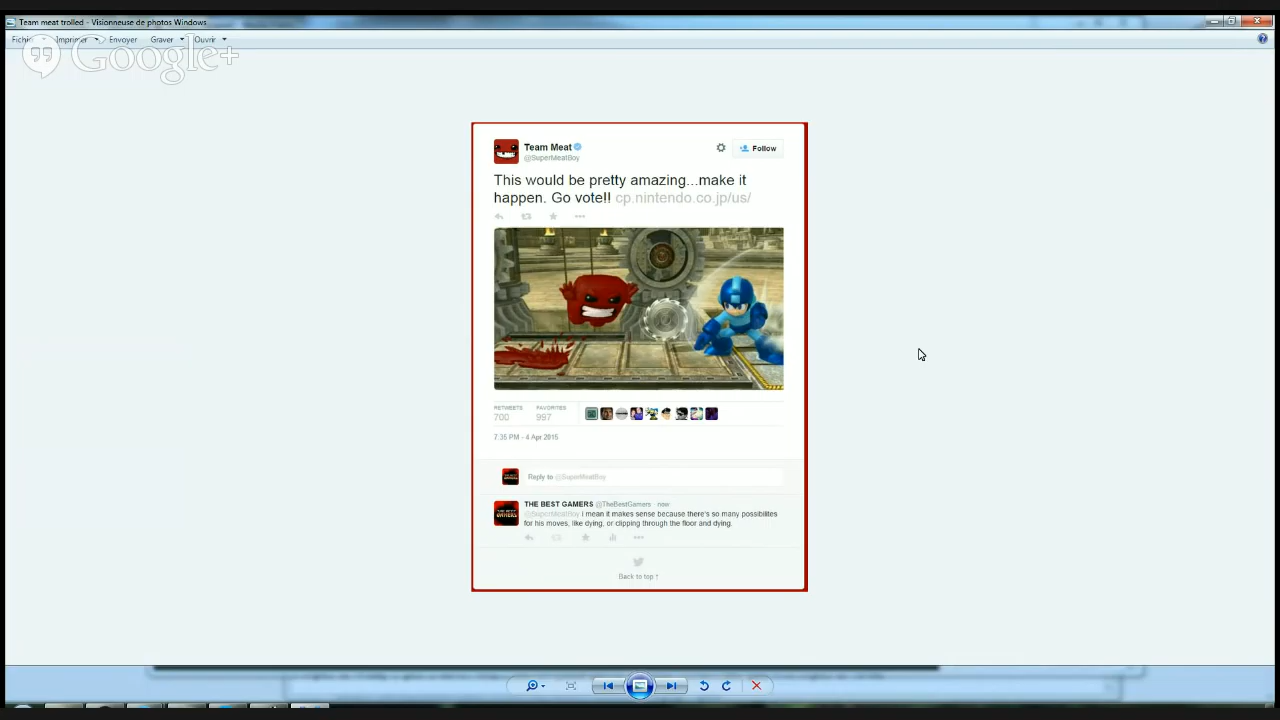 Team meat trolled - Visionneuse de photos Windows
Fichier Imprimer Envoyer Graver Ouvrir
Google+
Team Meat
@SuperMeatBoy
Follow
This would be pretty amazing...make it
happen. Go vote!! cp.nintendo.co.jp/us/
RETWEETS FAVORITES
700 997
7:35 PM - 4 Apr 2015
Reply to @SuperMeatBoy
THE BEST GAMERS @TheBestGamers · now
@SuperMeatBoy i mean it makes sense because there's so many possibilites
for his moves, like dying, or clipping through the floor and dying.
Back to top ↑